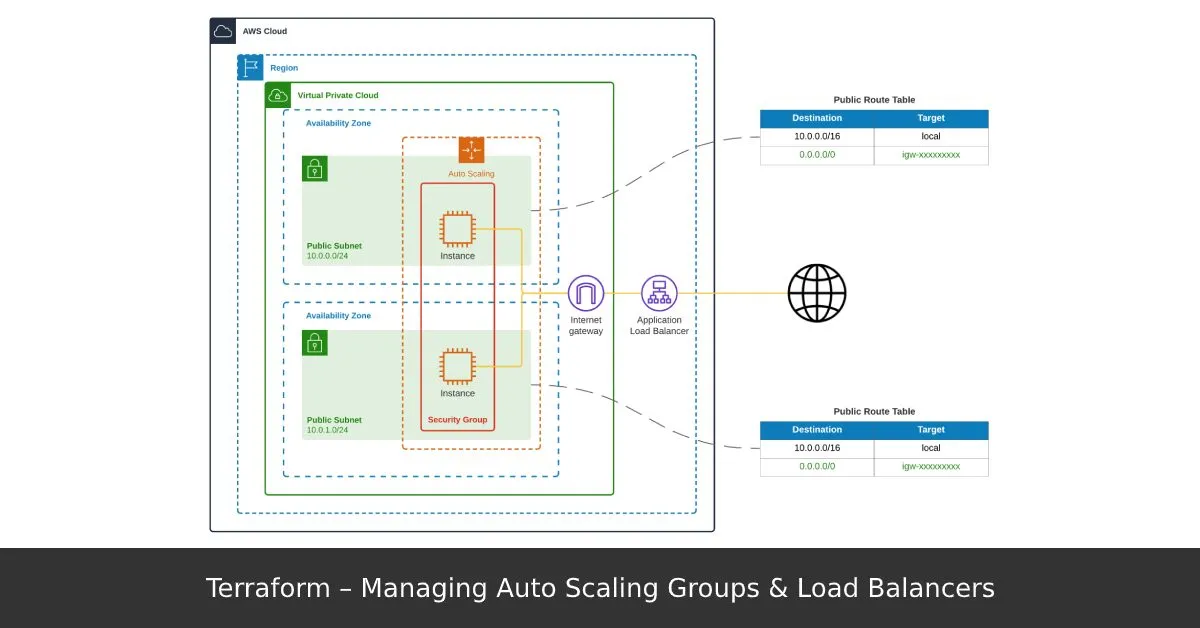 AWS Cloud
Region
Virtual Private Cloud
Availability Zone
Auto Scaling
Public Subnet
10.0.0.0/24
Instance
Availability Zone
Instance
Public Subnet
10.0.1.0/24
Security Group
Internet
gateway
Application
Load Balancer
Public Route Table
Destination Target
10.0.0.0/16 local
0.0.0.0/0 igw-xxxxxxxxx
Public Route Table
Destination Target
10.0.0.0/16 local
0.0.0.0/0 igw-xxxxxxxxx
Terraform – Managing Auto Scaling Groups & Load Balancers